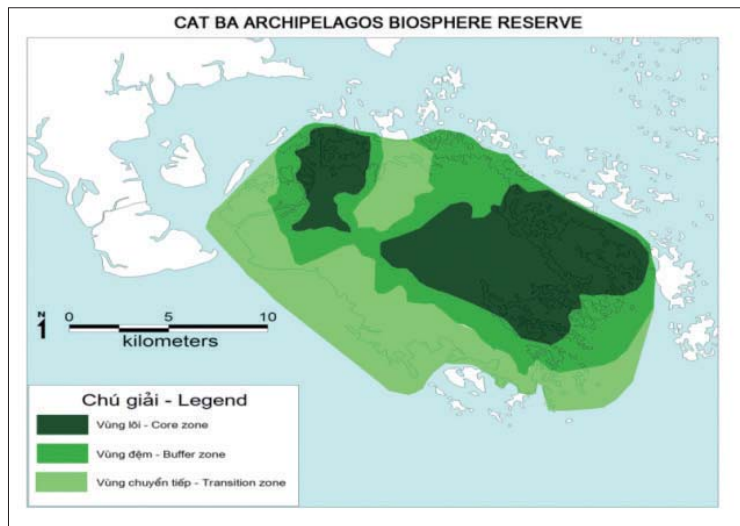 CAT BA ARCHIPELAGOS BIOSPHERE RESERVE
N
0 5 10
kilometers
Chú giải - Legend
Vùng lõi - Core zone
Vùng đệm - Buffer zone
Vùng chuyển tiếp - Transition zone